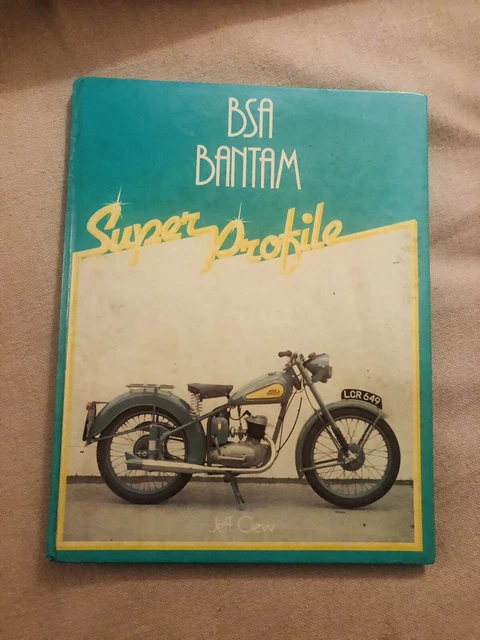 BSA
BANTAM
Super Profile
LCR 649
Jeff Clew